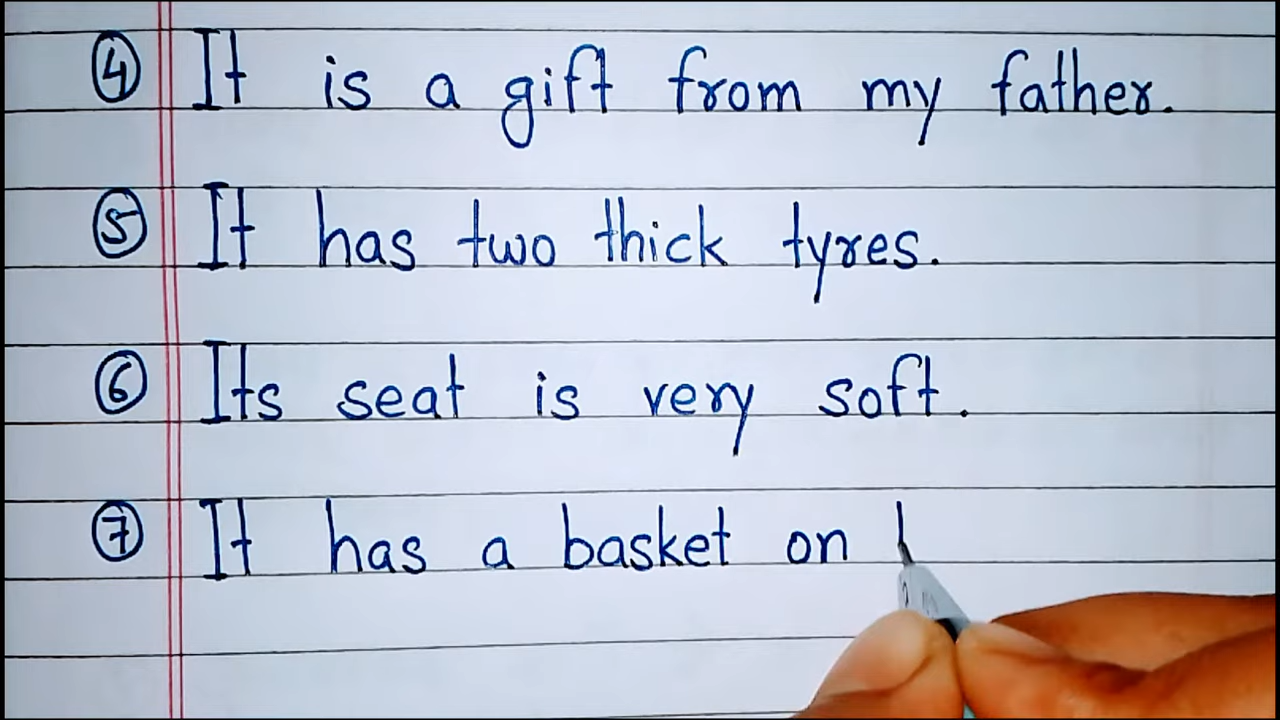 ④ It is a gift from my father.
⑤ It has two thick tyres.
⑥ Its seat is very soft.
⑦ It has a basket on